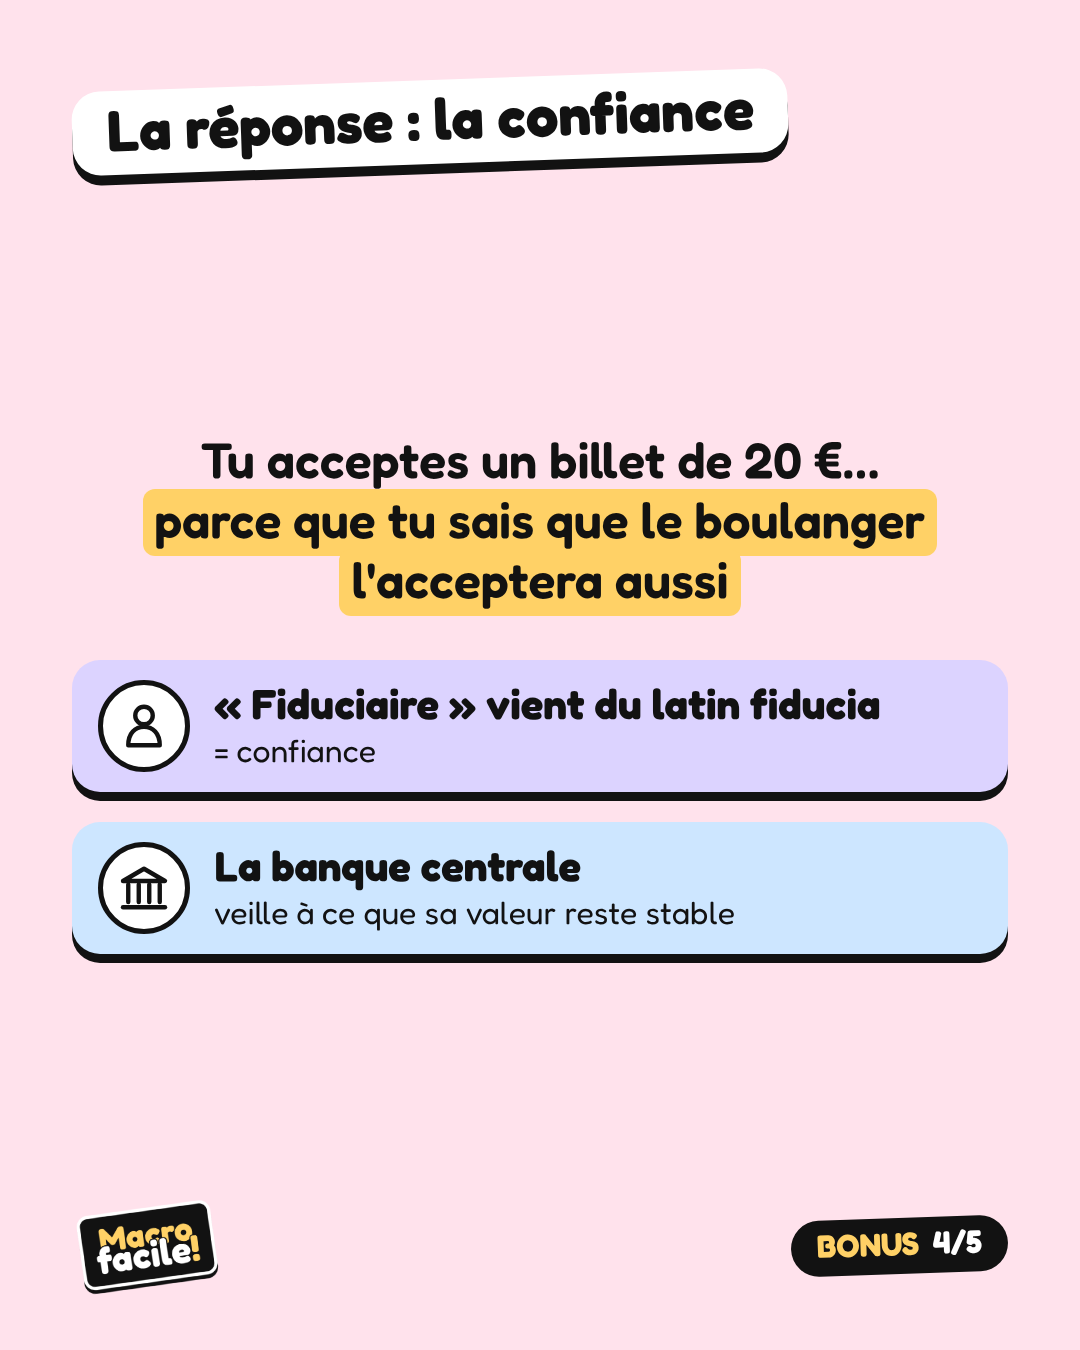 La réponse : la confiance
Tu acceptes un billet de 20 €...
parce que tu sais que le boulanger
l'acceptera aussi
« Fiduciaire » vient du latin fiducia
= confiance
La banque centrale
veille à ce que sa valeur reste stable
Macro
facile!
BONUS 4/5